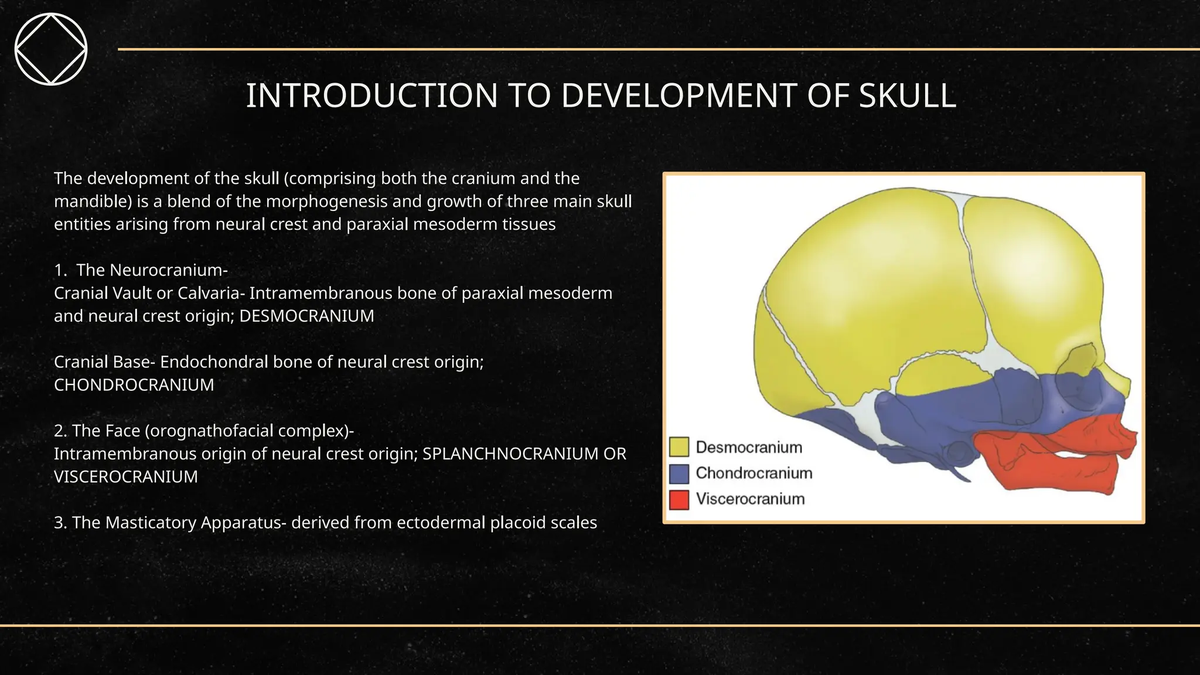 INTRODUCTION TO DEVELOPMENT OF SKULL
The development of the skull (comprising both the cranium and the
mandible) is a blend of the morphogenesis and growth of three main skull
entities arising from neural crest and paraxial mesoderm tissues
1. The Neurocranium-
Cranial Vault or Calvaria- Intramembranous bone of paraxial mesoderm
and neural crest origin; DESMOCRANIUM
Cranial Base- Endochondral bone of neural crest origin;
CHONDROCRANIUM
2. The Face (orognathofacial complex)-
Intramembranous origin of neural crest origin; SPLANCHNOCRANIUM OR
VISCEROCRANIUM
3. The Masticatory Apparatus- derived from ectodermal placoid scales
Desmocranium
Chondrocranium
Viscerocranium